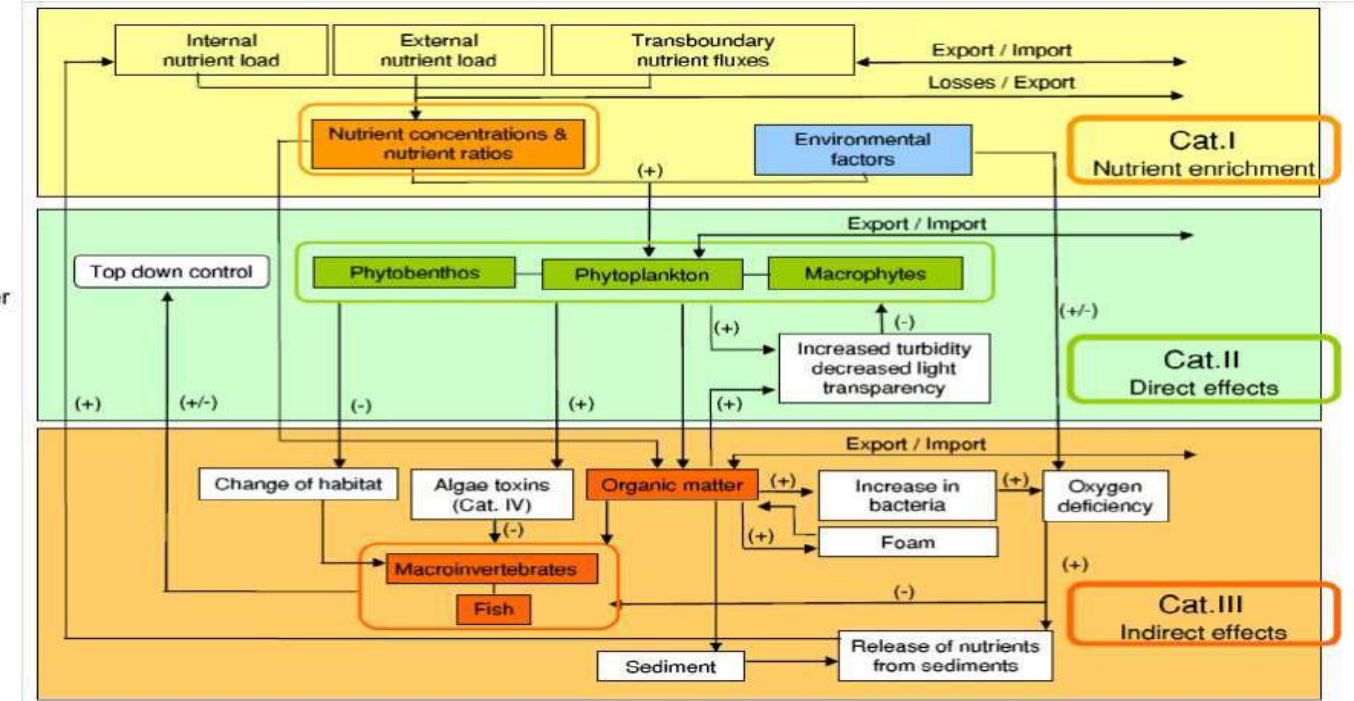 Internal
nutrient load
External
nutrient load
Transboundary
nutrient fluxes
Export / Import
Losses / Export
Nutrient concentrations &
nutrient ratios
Environmental
factors
Cat.I
Nutrient enrichment
(+)
Export / Import
Top down control
Phytobenthos
Phytoplankton
Macrophytes
(+)
(-)
(+/-)
Increased turbidity
decreased light
transparency
Cat.II
Direct effects
(+)
(+/-)
(-)
(+)
(+)
Export / Import
Change of habitat
Algae toxins
(Cat. IV)
Organic matter
(+)
Increase in
bacteria
(+)
Oxygen
deficiency
(-)
(+)
Foam
Macroinvertebrates
(+)
Fish
(-)
Cat.III
Indirect effects
Sediment
Release of nutrients
from sediments